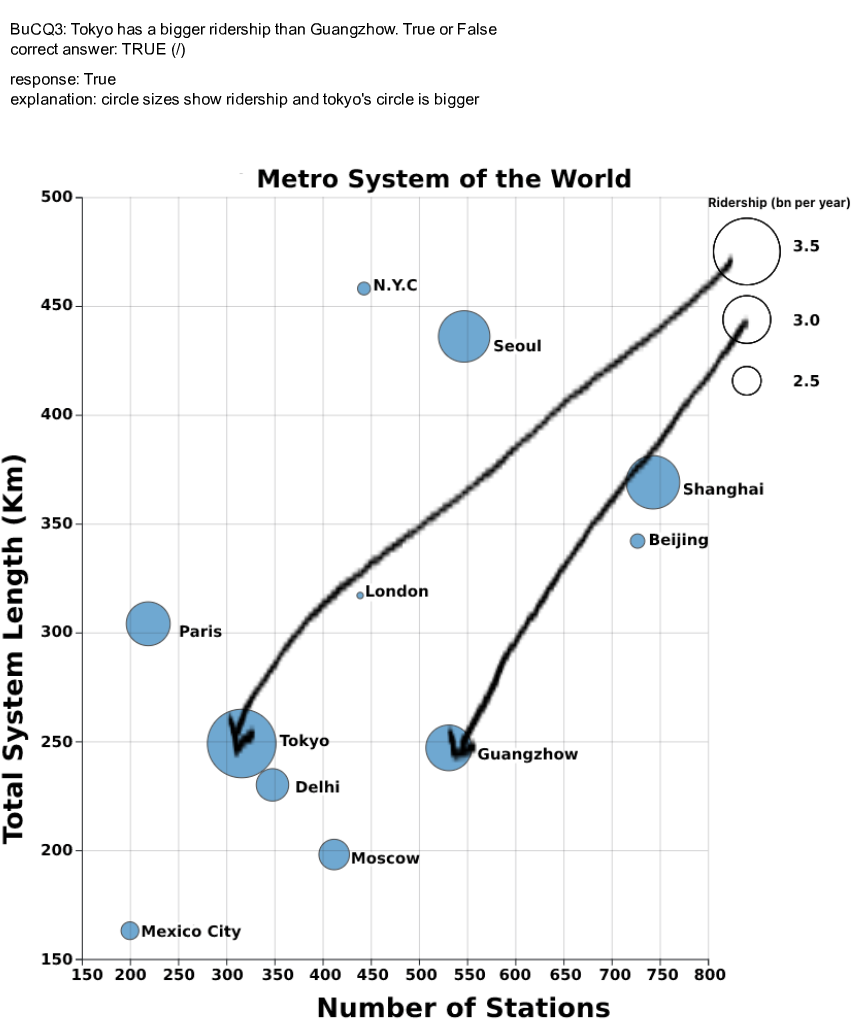 BuCQ3: Tokyo has a bigger ridership than Guangzhow. True or False
correct answer: TRUE (/)
response: True
explanation: circle sizes show ridership and tokyo's circle is bigger
Metro System of the World
Ridership (bn per year)
3.5
3.0
2.5
500
450
400
350
300
250
200
150
Total System Length (Km)
N.Y.C
Seoul
Shanghai
Beijing
London
Paris
Tokyo
Guangzhow
Delhi
Moscow
Mexico City
150 200 250 300 350 400 450 500 550 600 650 700 750 800
Number of Stations